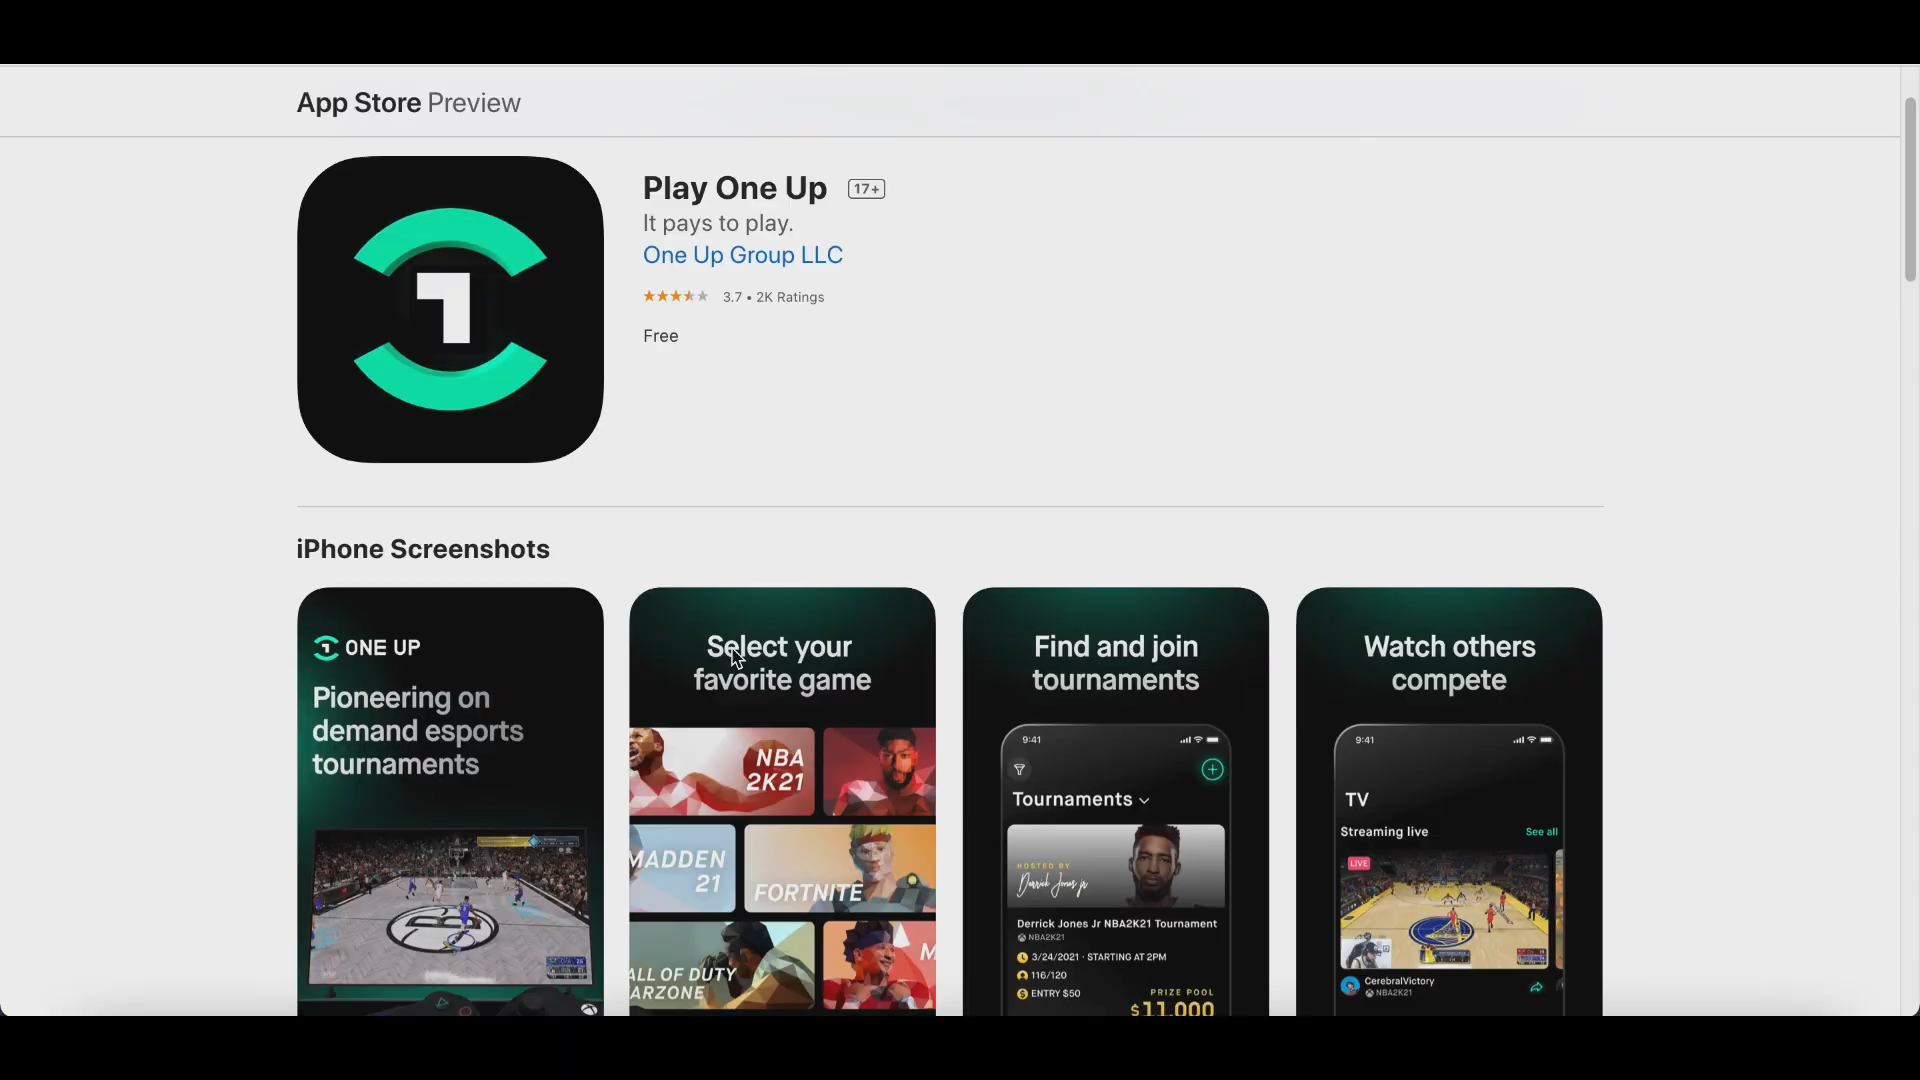 App Store Preview
Play One Up 17+
It pays to play.
One Up Group LLC
3.7 • 2K Ratings
Free
iPhone Screenshots
ONE UP
Pioneering on
demand esports
tournaments
Select your
favorite game
NBA
2K21
MADDEN
21
FORTNITE
ALL OF DUTY
ARZONE
M
Find and join
tournaments
9:41
Tournaments
HOSTED BY
Derrick Jones jr
Derrick Jones Jr NBA2K21 Tournament
NBA2K21
3/24/2021 · STARTING AT 2PM
116/120
ENTRY $50
PRIZE POOL
$11,000
Watch others
compete
9:41
TV
Streaming live See all
LIVE
CerebralVictory
NBA2K21